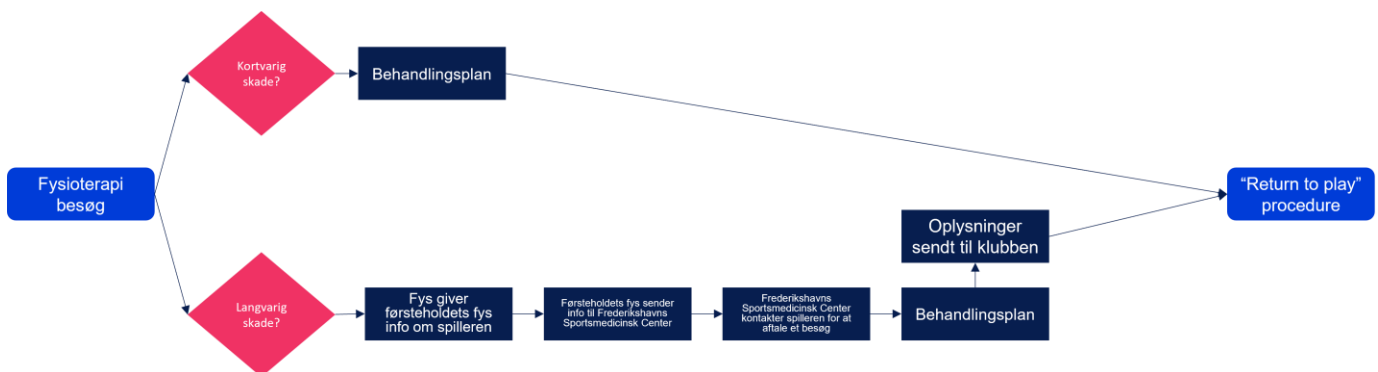 Kortvarig
skade?
Behandlingsplan
Fysioterapi
besøg
"Return to play"
procedure
Oplysninger
sendt til klubben
Langvarig
skade?
Fys giver
førsteholdets fys
info om spilleren
Førsteholdets fys sender
info til Frederikshavns
Sportsmedicinsk Center
Frederikshavns
Sportsmedicinsk Center
kontakter spilleren for at
aftale et besøg
Behandlingsplan